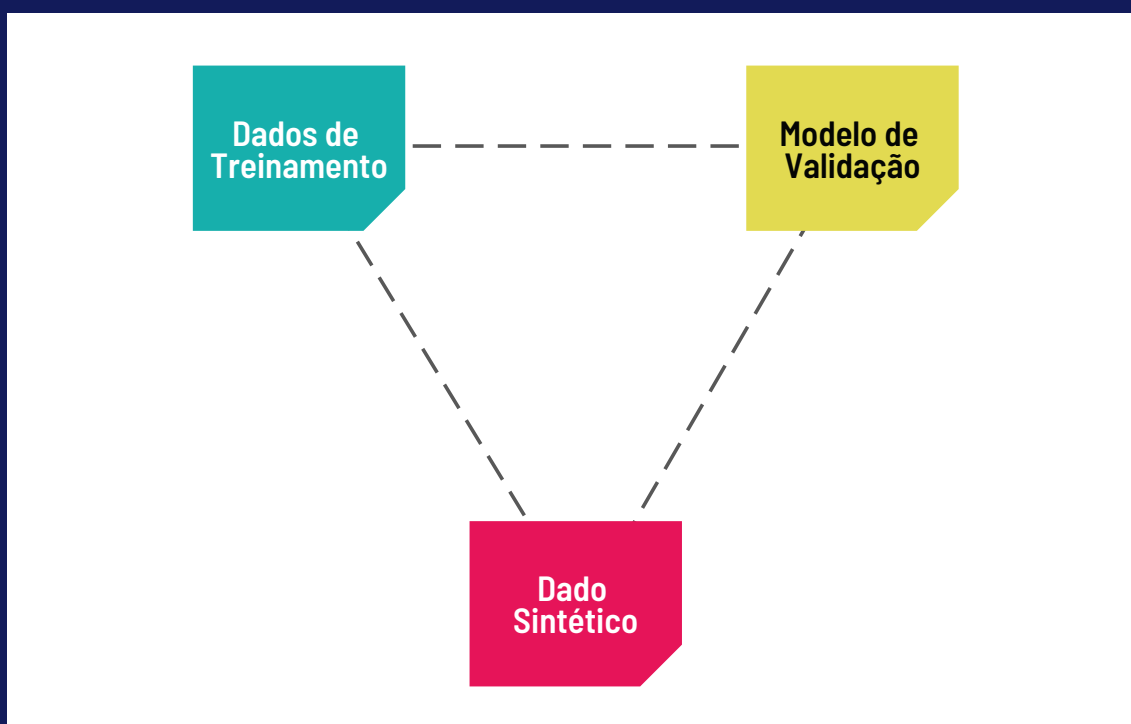 Dados de
Treinamento
Modelo de
Validação
Dado
Sintético